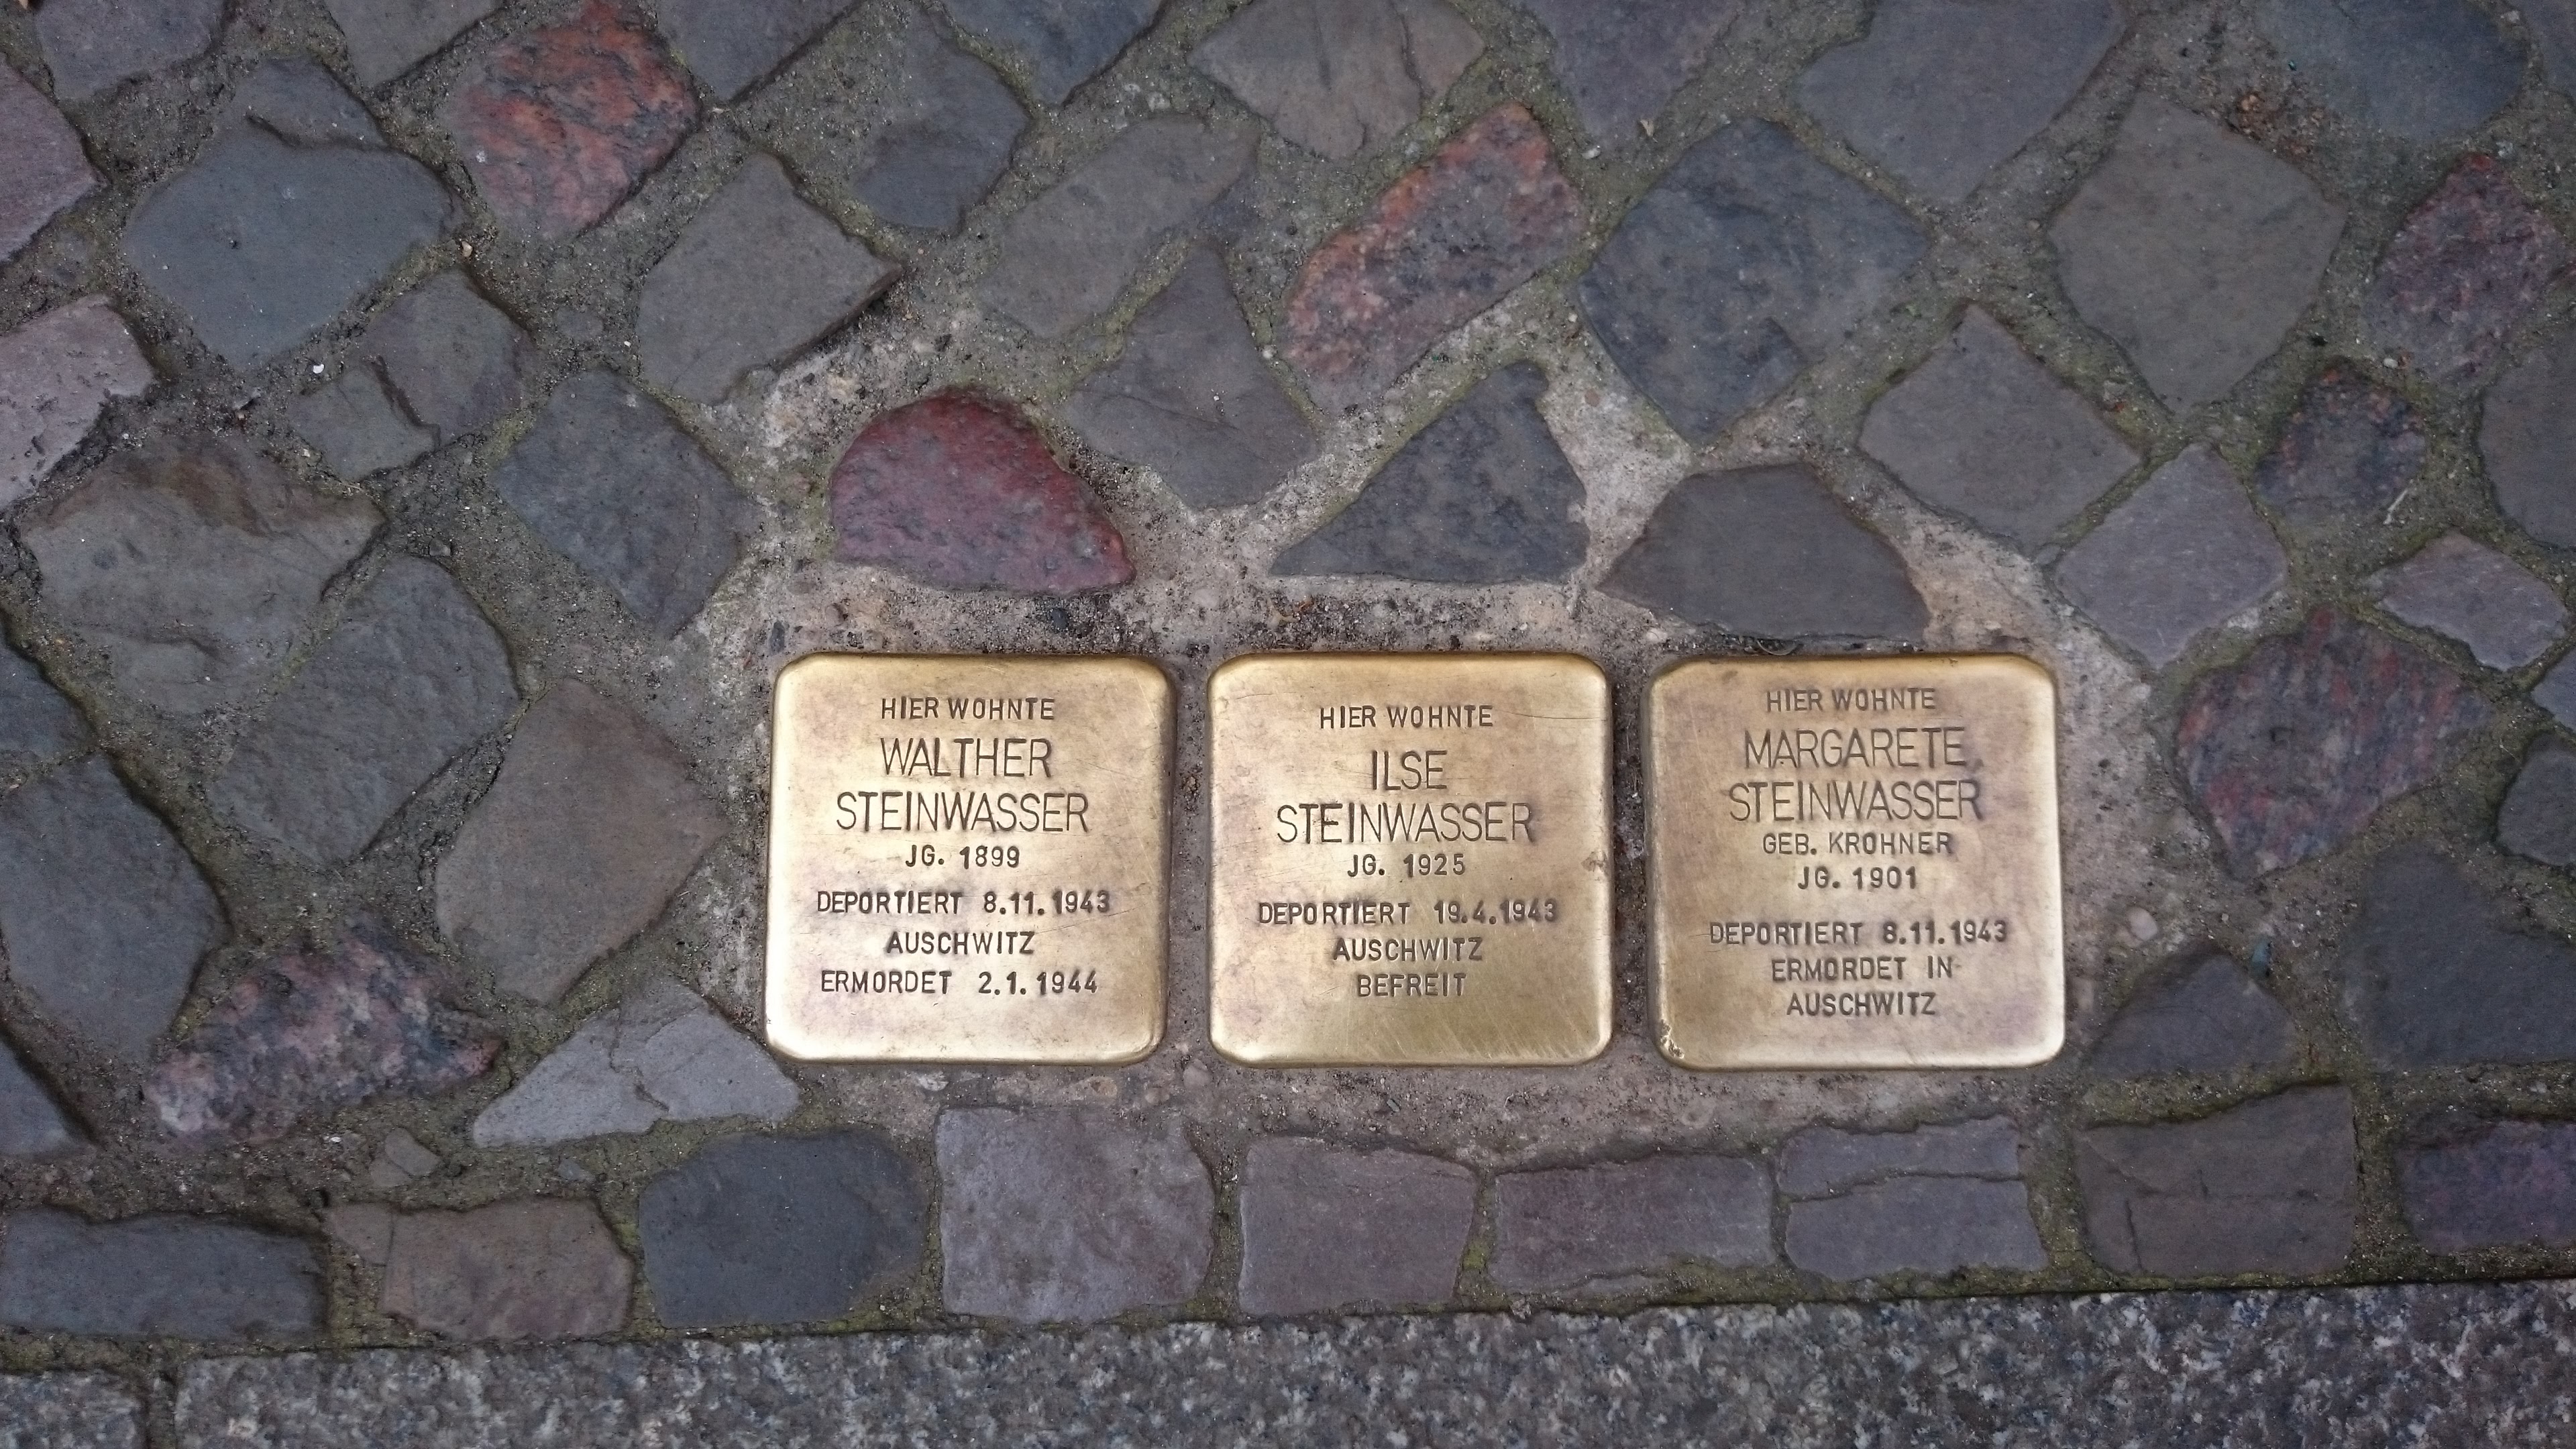 HIER WOHNTE
WALTHER
STEINWASSER
JG. 1899
DEPORTIERT 8.11.1943
AUSCHWITZ
ERMORDET 2.1.1944
HIER WOHNTE
ILSE
STEINWASSER
JG. 1925
DEPORTIERT 19.4.1943
AUSCHWITZ
BEFREIT
HIER WOHNTE
MARGARETE
STEINWASSER
GEB. KROHNER
JG. 1901
DEPORTIERT 8.11.1943
ERMORDET IN
AUSCHWITZ